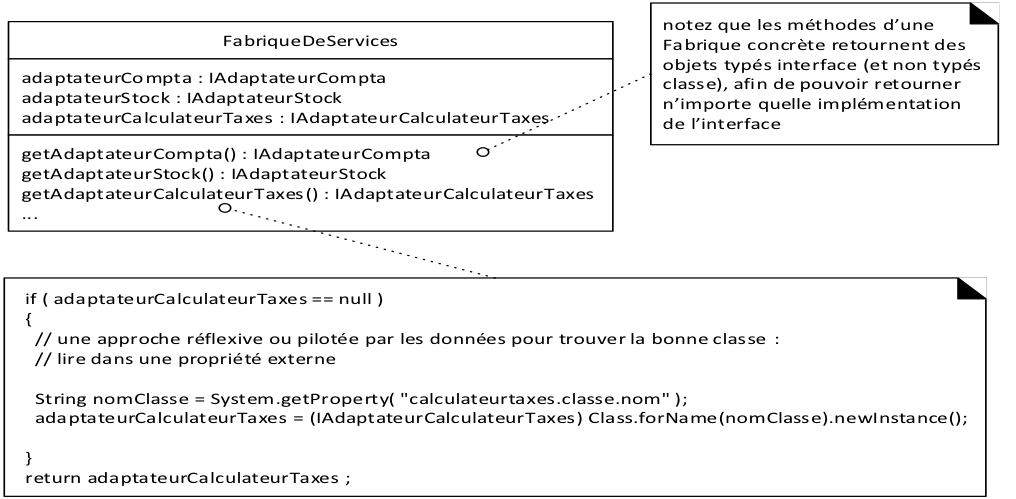 FabriqueDeServices
adaptateurCompta : IAdaptateurCompta
adaptateurStock : IAdaptateurStock
adaptateurCalculateurTaxes : IAdaptateurCalculateurTaxes
getAdaptateurCompta() : IAdaptateurCompta
getAdaptateurStock() : IAdaptateurStock
getAdaptateurCalculateurTaxes() : IAdaptateurCalculateurTaxes
...
notez que les méthodes d’une
Fabrique concrète retournent des
objets typés interface (et non typés
classe), afin de pouvoir retourner
n’importe quelle implémentation
de l’interface
if ( adaptateurCalculateurTaxes == null )
{
// une approche réflexive ou pilotée par les données pour trouver la bonne classe :
// lire dans une propriété externe
String nomClasse = System.getProperty( "calculateurtaxes.classe.nom" );
adaptateurCalculateurTaxes = (IAdaptateurCalculateurTaxes) Class.forName(nomClasse).newInstance();
}
return adaptateurCalculateurTaxes ;